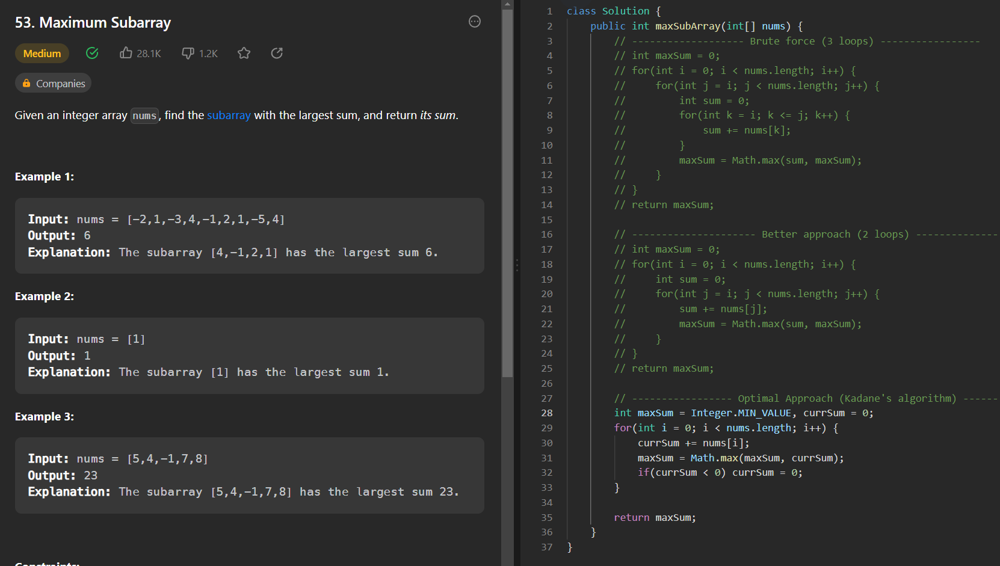 53. Maximum Subarray
Medium 28.1K 1.2K
Companies
Given an integer array nums, find the subarray with the largest sum, and return its sum.
Example 1:
Input: nums = [-2,1,-3,4,-1,2,1,-5,4]
Output: 6
Explanation: The subarray [4,-1,2,1] has the largest sum 6.
Example 2:
Input: nums = [1]
Output: 1
Explanation: The subarray [1] has the largest sum 1.
Example 3:
Input: nums = [5,4,-1,7,8]
Output: 23
Explanation: The subarray [5,4,-1,7,8] has the largest sum 23.
Constraints:
1 class Solution {
2 public int maxSubArray(int[] nums) {
3 // ------------------- Brute force (3 loops) -----------------
4 // int maxSum = 0;
5 // for(int i = 0; i < nums.length; i++) {
6 //     for(int j = i; j < nums.length; j++) {
7 //         int sum = 0;
8 //         for(int k = i; k <= j; k++) {
9 //             sum += nums[k];
10 //         }
11 //         maxSum = Math.max(sum, maxSum);
12 //     }
13 // }
14 // return maxSum;
15
16 // --------------------- Better approach (2 loops) --------------
17 // int maxSum = 0;
18 // for(int i = 0; i < nums.length; i++) {
19 //     int sum = 0;
20 //     for(int j = i; j < nums.length; j++) {
21 //         sum += nums[j];
22 //         maxSum = Math.max(sum, maxSum);
23 //     }
24 // }
25 // return maxSum;
26
27 // ----------------- Optimal Approach (Kadane's algorithm) ------
28 int maxSum = Integer.MIN_VALUE, currSum = 0;
29 for(int i = 0; i < nums.length; i++) {
30 currSum += nums[i];
31 maxSum = Math.max(maxSum, currSum);
32 if(currSum < 0) currSum = 0;
33 }
34
35 return maxSum;
36 }
37 }